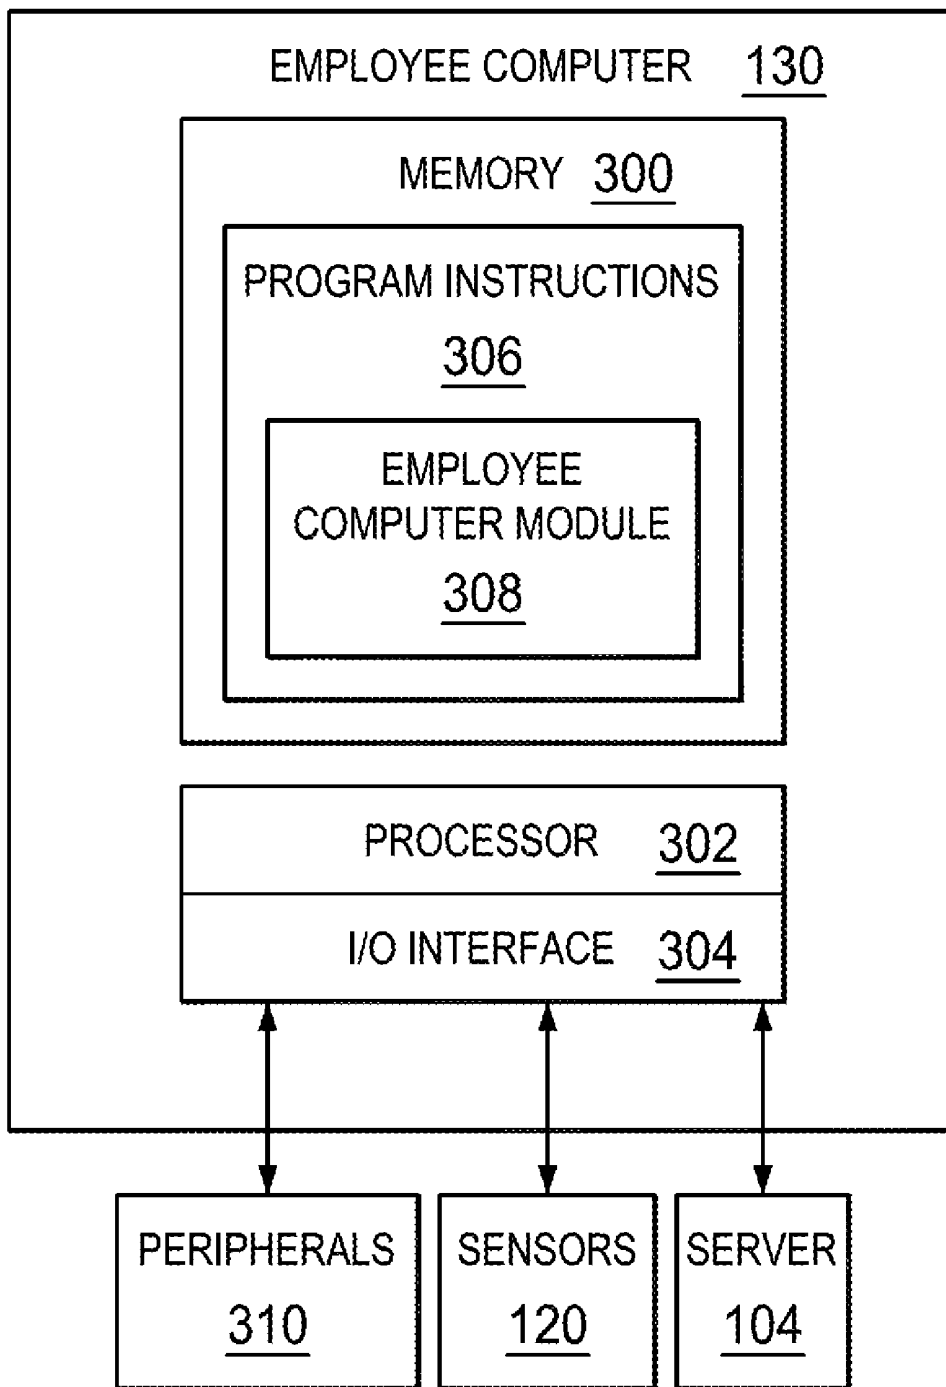 EMPLOYEE COMPUTER 130
MEMORY 300
PROGRAM INSTRUCTIONS
306
EMPLOYEE
COMPUTER MODULE
308
PROCESSOR 302
I/O INTERFACE 304
PERIPHERALS
310
SENSORS
120
SERVER
104